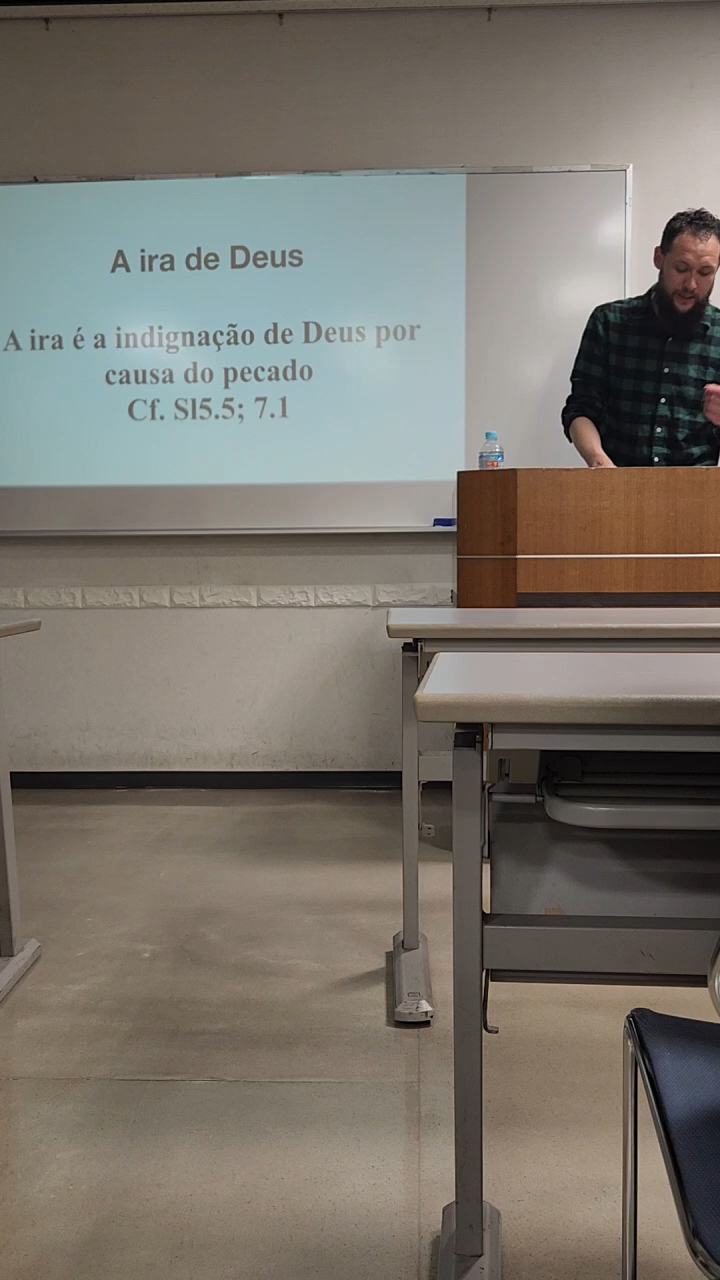 A ira de Deus
A ira é a indignação de Deus por
causa do pecado
Cf. Sl5.5; 7.1